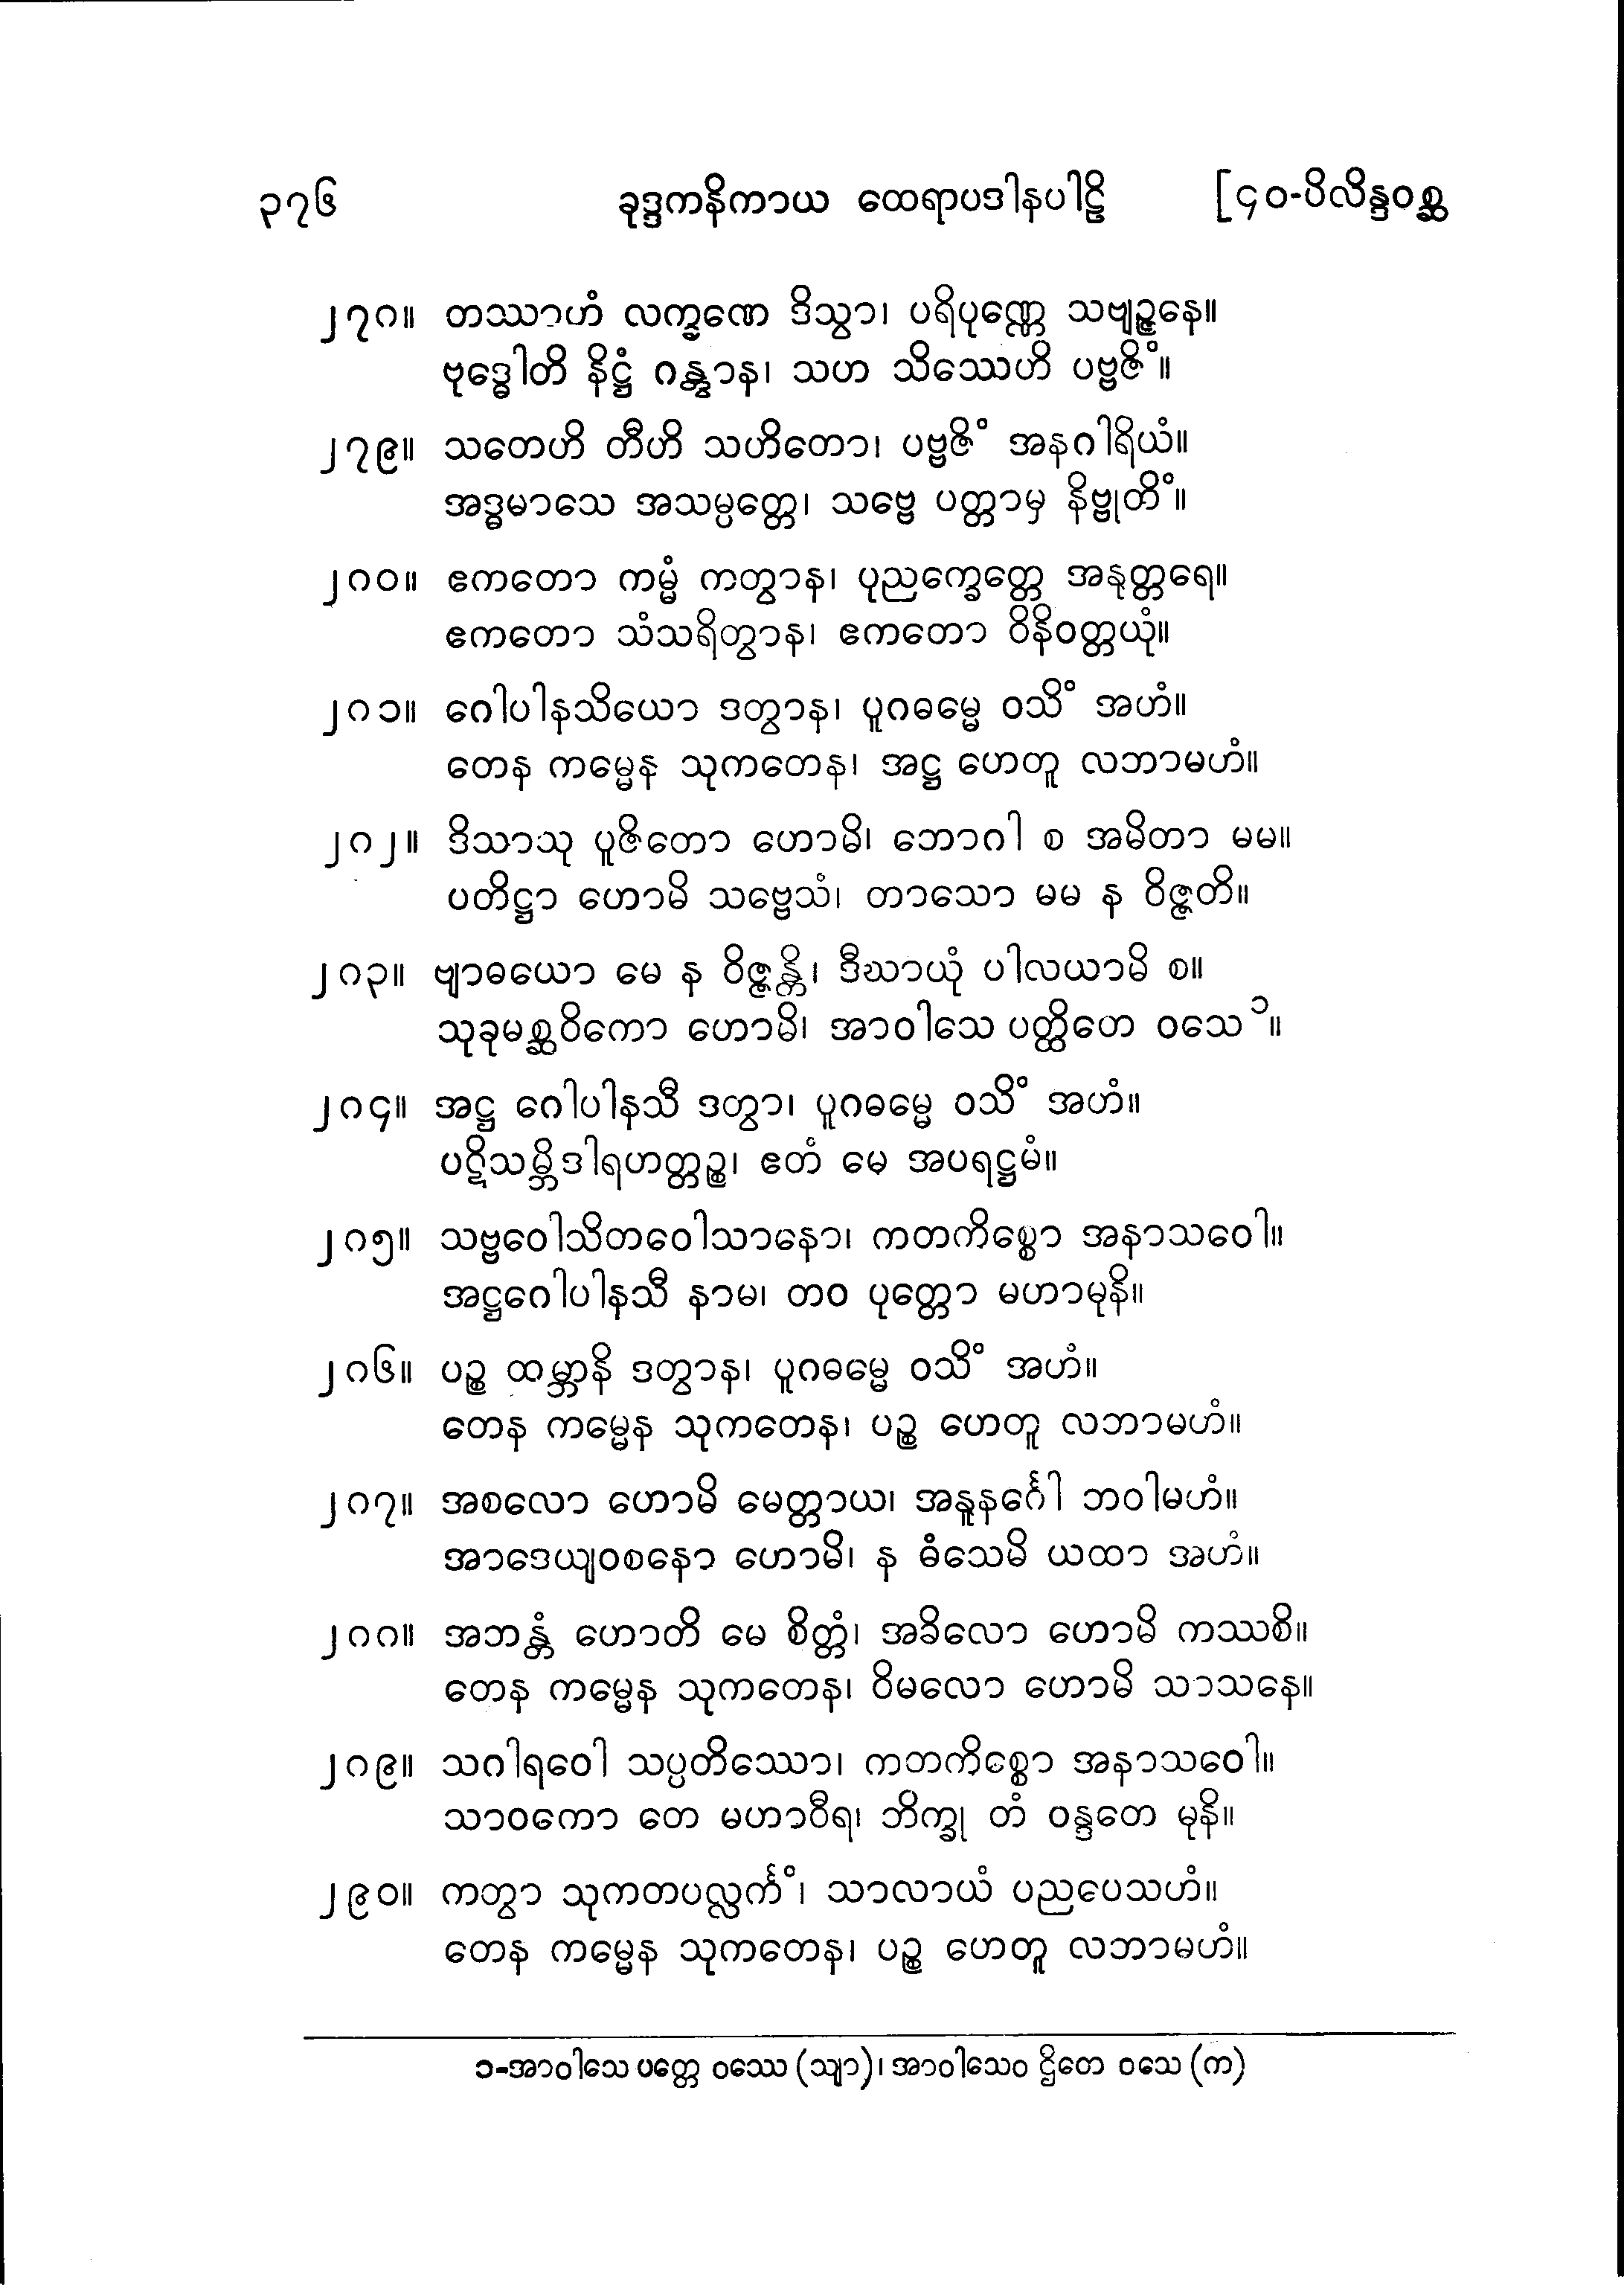 ၃၇၆ ခုဒ္ဒကနိကာယ ထေရာပဒါနပါဠိ [၄၀-ပိလိန္ဒဝစ္ဆ
၂၇၈။ တဿာဟံ လက္ခဏေ ဒိသွာ၊ ပရိပုဏ္ဏေ သဗျဉ္ဇနေ။
ဗုဒ္ဓေါတိ နိဋ္ဌံ ဂန္တွာန၊ သဟ သိဿေဟိ ပဗ္ဗဇိံ။
၂၇၉။ သတေဟိ တီဟိ သဟိတော၊ ပဗ္ဗဇိံ အနဂါရိယံ။
အဒ္ဓမာသေ အသမ္ပတ္တေ၊ သဗ္ဗေ ပတ္တာမှ နိဗ္ဗုတိံ။
၂၈၀။ ဧကတော ကမ္မံ ကတွာန၊ ပုညက္ခေတ္တေ အနုတ္တရေ။
ဧကတော သံသရိတွာန၊ ဧကတော ဝိနိဝတ္တယုံ။
၂၈၁။ ဂေါပါနသိယော ဒတွာန၊ ပူဂဓမ္မေ ဝသိံ အဟံ။
တေန ကမ္မေန သုကတေန၊ အဋ္ဌ ဟေတူ လဘာမဟံ။
၂၈၂။ ဒိသာသု ပူဇိတော ဟောမိ၊ ဘောဂါ စ အမိတာ မမ။
ပတိဋ္ဌာ ဟောမိ သဗ္ဗေသံ၊ တာသော မမ န ဝိဇ္ဇတိ။
၂၈၃။ ဗျာဓယော မေ န ဝိဇ္ဇန္တိ၊ ဒီဃာယုံ ပါလယာမိ စ။
သုခုမစ္ဆဝိကော ဟောမိ၊ အာဝါသေ ပတ္ထိတေ ဝသေ ၁။
၂၈၄။ အဋ္ဌ ဂေါပါနသီ ဒတွာ၊ ပူဂဓမ္မေ ဝသိံ အဟံ။
ပဋိသမ္ဘိဒါရဟတ္တဉ္စ၊ ဧတံ မေ အပရဋ္ဌမံ။
၂၈၅။ သဗ္ဗဝေါသိတဝေါသာနော၊ ကတကိစ္စော အနာသဝေါ။
အဋ္ဌဂေါပါနသီ နာမ၊ တဝ ပုတ္တော မဟာမုနိ။
၂၈၆။ ပဉ္စ ထမ္ဘာနိ ဒတွာန၊ ပူဂဓမ္မေ ဝသိံ အဟံ။
တေန ကမ္မေန သုကတေန၊ ပဉ္စ ဟေတူ လဘာမဟံ။
၂၈၇။ အစလော ဟောမိ မေတ္တာယ၊ အနူနင်္ဂေါ ဘဝါမဟံ။
အာဒေယျဝစနော ဟောမိ၊ န ဓံသေမိ ယထာ အဟံ။
၂၈၈။ အဘန္တံ ဟောတိ မေ စိတ္တံ၊ အခိလော ဟောမိ ကဿစိ။
တေန ကမ္မေန သုကတေန၊ ဝိမလော ဟောမိ သာသနေ။
၂၈၉။ သဂါရဝေါ သပ္ပတိဿော၊ ကတကိစ္စော အနာသဝေါ။
သာဝကော တေ မဟာဝီရ၊ ဘိက္ခု တံ ဝန္ဒတေ မုနိ။
၂၉၀။ ကတွာ သုကတပလ္လင်္ကံ၊ သာလာယံ ပညပေသဟံ။
တေန ကမ္မေန သုကတေန၊ ပဉ္စ ဟေတူ လဘာမဟံ။
၁-အာဝါသေ ပတ္တေ ဝဿေ (သျာ)၊ အာဝါသေဝ ဌိတေ ဝသေ (က)